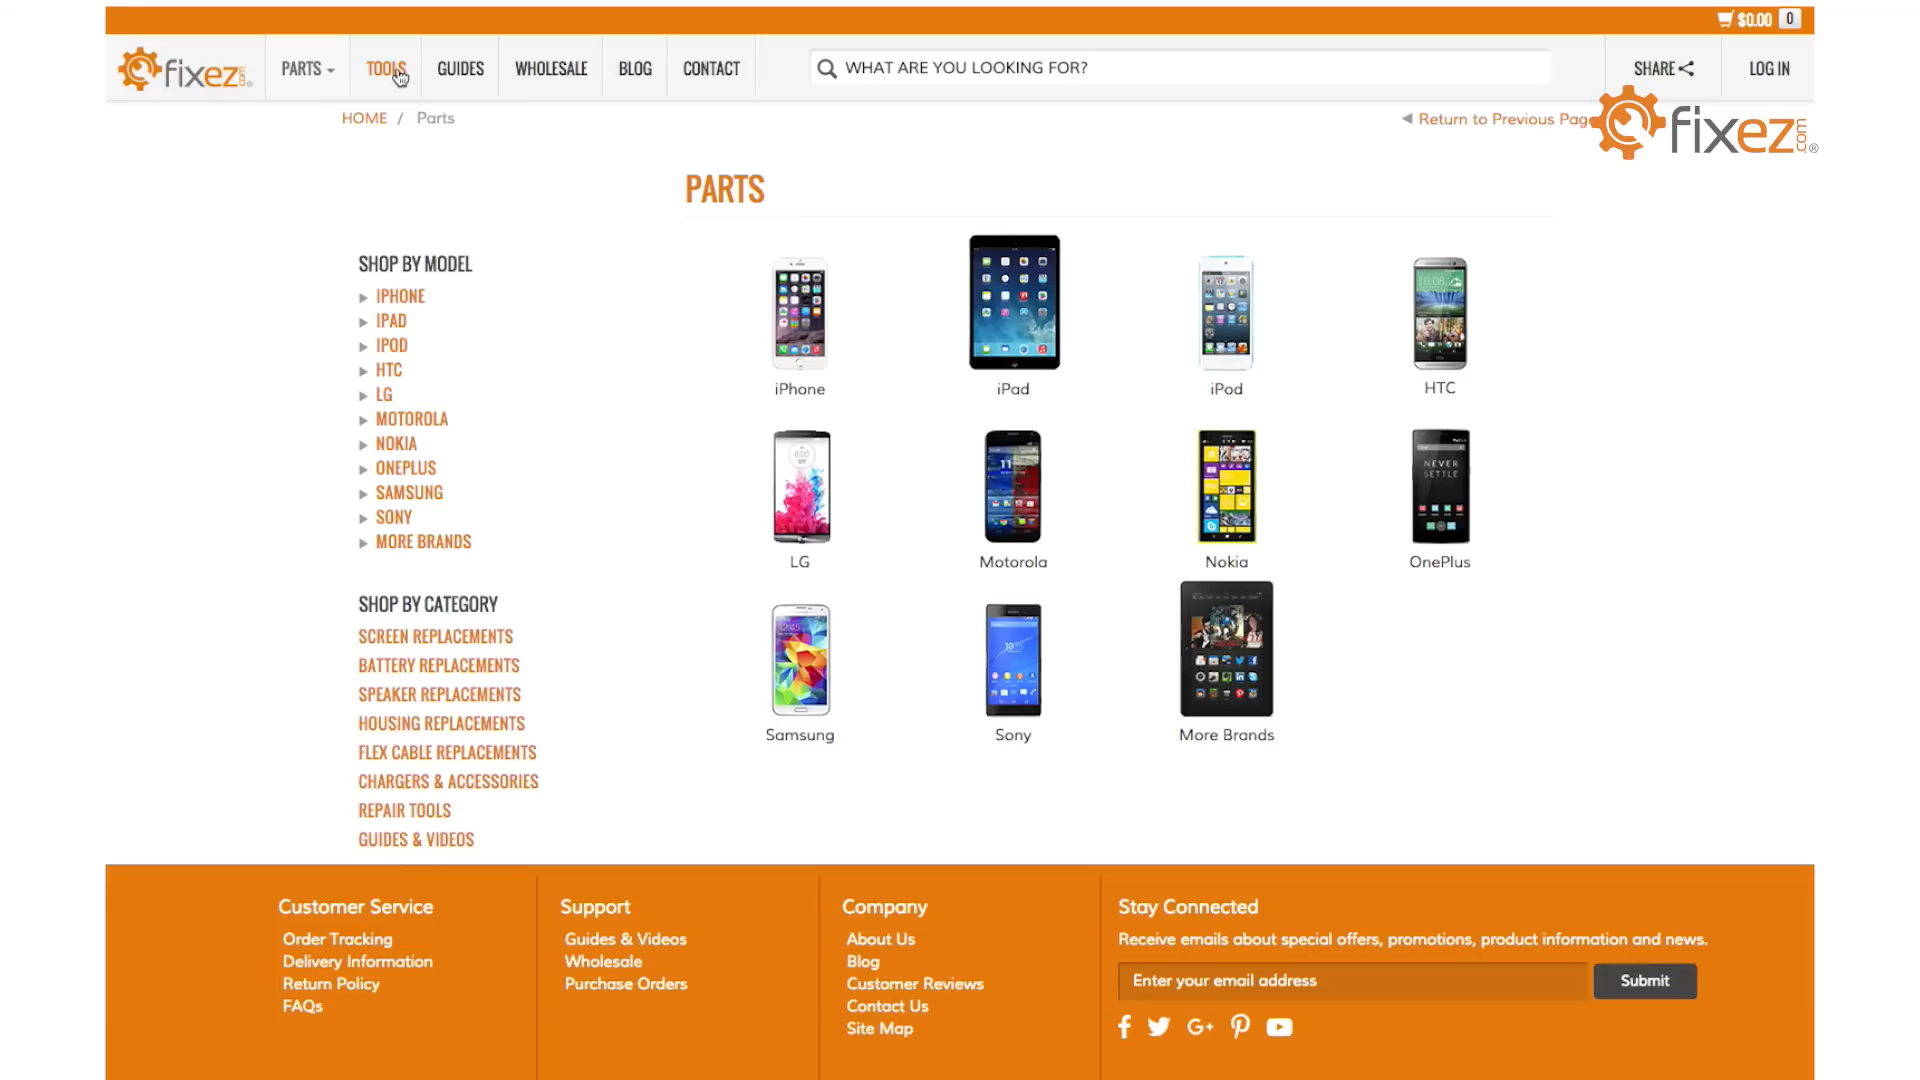 $0.00 0
fixez.com®
PARTS
TOOLS
GUIDES
WHOLESALE
BLOG
CONTACT
WHAT ARE YOU LOOKING FOR?
SHARE
LOG IN
HOME / Parts
Return to Previous Pag
fixez.com®
PARTS
SHOP BY MODEL
IPHONE
IPAD
IPOD
HTC
LG
MOTOROLA
NOKIA
ONEPLUS
SAMSUNG
SONY
MORE BRANDS
SHOP BY CATEGORY
SCREEN REPLACEMENTS
BATTERY REPLACEMENTS
SPEAKER REPLACEMENTS
HOUSING REPLACEMENTS
FLEX CABLE REPLACEMENTS
CHARGERS & ACCESSORIES
REPAIR TOOLS
GUIDES & VIDEOS
iPhone
iPad
iPod
HTC
LG
Motorola
Nokia
NEVER
SETTLE
OnePlus
Samsung
Sony
More Brands
Customer Service
Order Tracking
Delivery Information
Return Policy
FAQs
Support
Guides & Videos
Wholesale
Purchase Orders
Company
About Us
Blog
Customer Reviews
Contact Us
Site Map
Stay Connected
Receive emails about special offers, promotions, product information and news.
Enter your email address
Submit